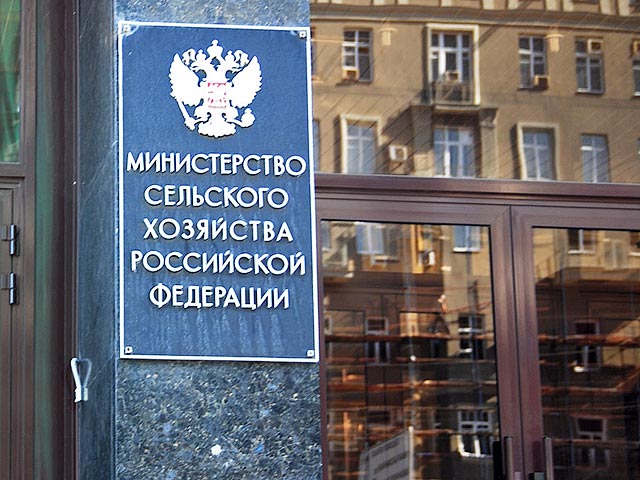 МИНИСТЕРСТВО
СЕЛЬСКОГО
ХОЗЯЙСТВА
РОССИЙСКОЙ
ФЕДЕРАЦИИ